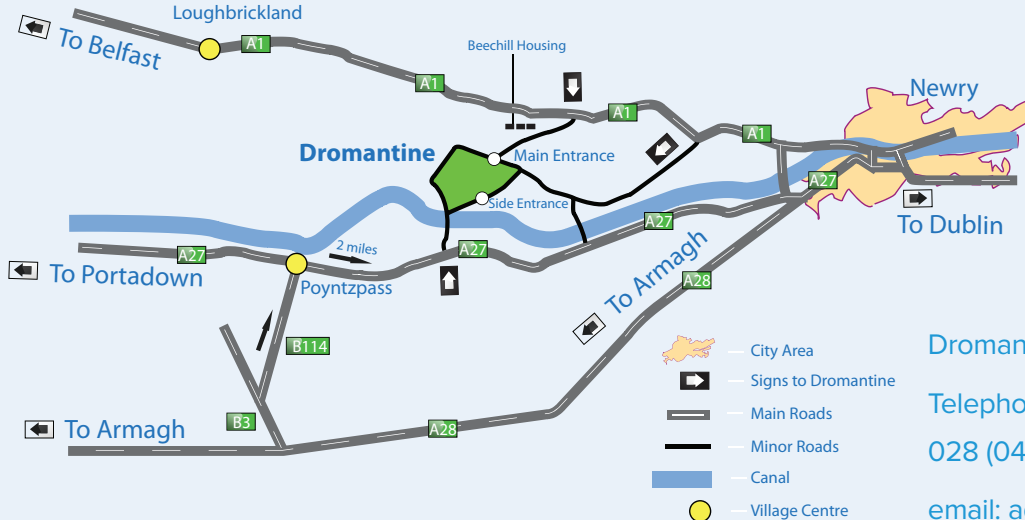 Loughbrickland
To Belfast
A1
A1
Beechill Housing
A1
A1
Newry
Dromantine
Main Entrance
Side Entrance
A27
To Dublin
A27
A27
A27
2 miles
To Portadown
Poyntzpass
To Armagh
A28
B114
B3
To Armagh
A28
City Area
Signs to Dromantine
Main Roads
Minor Roads
Canal
Village Centre
Droman
Telepho
028 (04
email: